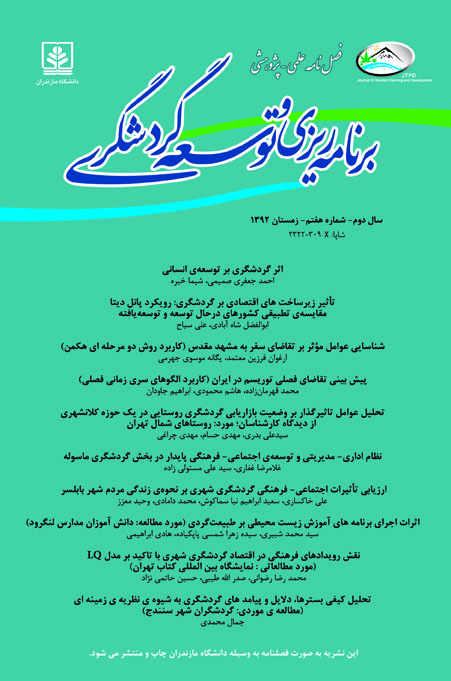 فصل نامه علمی - پژوهشی
JTPD
Journal of Tourism Planning and Development
دانشگاه مازندران
برنامه ریزی و توسعه گردشگری
سال دوم- شماره هفتم- زمستان ۱۳۹۲
شاپا: X ۲۳۲۲-۳۰۹
اثر گردشگری بر توسعه‌ی انسانی
احمد جعفری صمیمی، شیما خبره
تأثیر زیرساخت های اقتصادی بر گردشگری: رویکرد پانل دیتا
مقایسه‌ی تطبیقی کشورهای درحال توسعه و توسعه‌یافته
ابوالفضل شاه آبادی، علی سیاح
شناسایی عوامل مؤثر بر تقاضای سفر به مشهد مقدس (کاربرد روش دو مرحله ای هکمن)
ارغوان فرزین معتمد، یگانه موسوی جهرمی
پیش بینی تقاضای فصلی توریسم در ایران (کاربرد الگوهای سری زمانی فصلی)
محمد قهرمان‌زاده، هاشم محمودی، ابراهیم جاودان
تحلیل عوامل تاثیرگذار بر وضعیت بازاریابی گردشگری روستایی در یک حوزه کلانشهری
از دیدگاه کارشناسان؛ مورد: روستاهای شمال تهران
سیدعلی بدری، مهدی حسام، مهدی چراغی
نظام اداری- مدیریتی و توسعه‌ی اجتماعی- فرهنگی پایدار در بخش گردشگری ماسوله
غلامرضا غفاری، سید علی مستولی زاده
ارزیابی تأثیرات اجتماعی- فرهنگی گردشگری شهری بر نحوه‌ی زندگی مردم شهر بابلسر
علی خاکساری، سعید ابراهیم نیا سماکوش، محمد دامادی، وحید معزز
اثرات اجرای برنامه های آموزش زیست محیطی بر طبیعت‌گردی (مورد مطالعه: دانش آموزان مدارس لنگرود)
سید محمد شبیری، سیده زهرا شمسی پاپکیاده، هادی ابراهیمی
نقش رویدادهای فرهنگی در اقتصاد گردشگری شهری با تاکید بر مدل LQ
(مورد مطالعاتی : نمایشگاه بین المللی کتاب تهران)
محمد رضا رضوانی، صدر الله طیبی، حسین حاتمی نژاد
تحلیل کیفی بسترها، دلایل و پیامد های گردشگری به شیوه ی نظریه ی زمینه ای
(مطالعه ی موردی: گردشگران شهر سنندج)
جمال محمدی
این نشریه به صورت فصلنامه به وسیله دانشگاه مازندران چاپ و منتشر می شود.